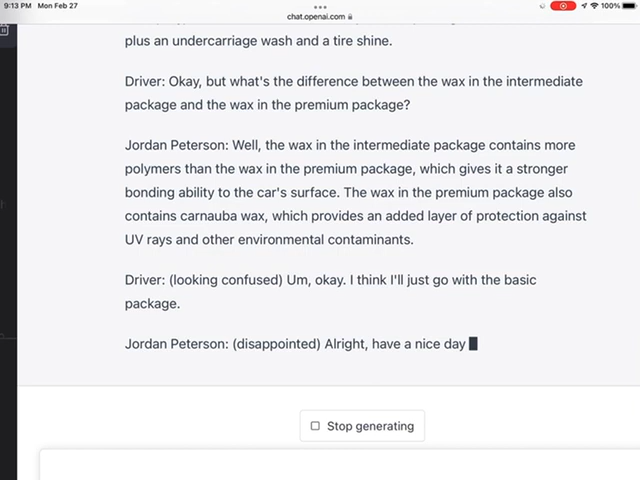 9:13 PM Mon Feb 27
100%
chat.openai.com
plus an undercarriage wash and a tire shine.
Driver: Okay, but what's the difference between the wax in the intermediate
package and the wax in the premium package?
Jordan Peterson: Well, the wax in the intermediate package contains more
polymers than the wax in the premium package, which gives it a stronger
bonding ability to the car's surface. The wax in the premium package also
contains carnauba wax, which provides an added layer of protection against
UV rays and other environmental contaminants.
Driver: (looking confused) Um, okay. I think I'll just go with the basic
package.
Jordan Peterson: (disappointed) Alright, have a nice day
Stop generating